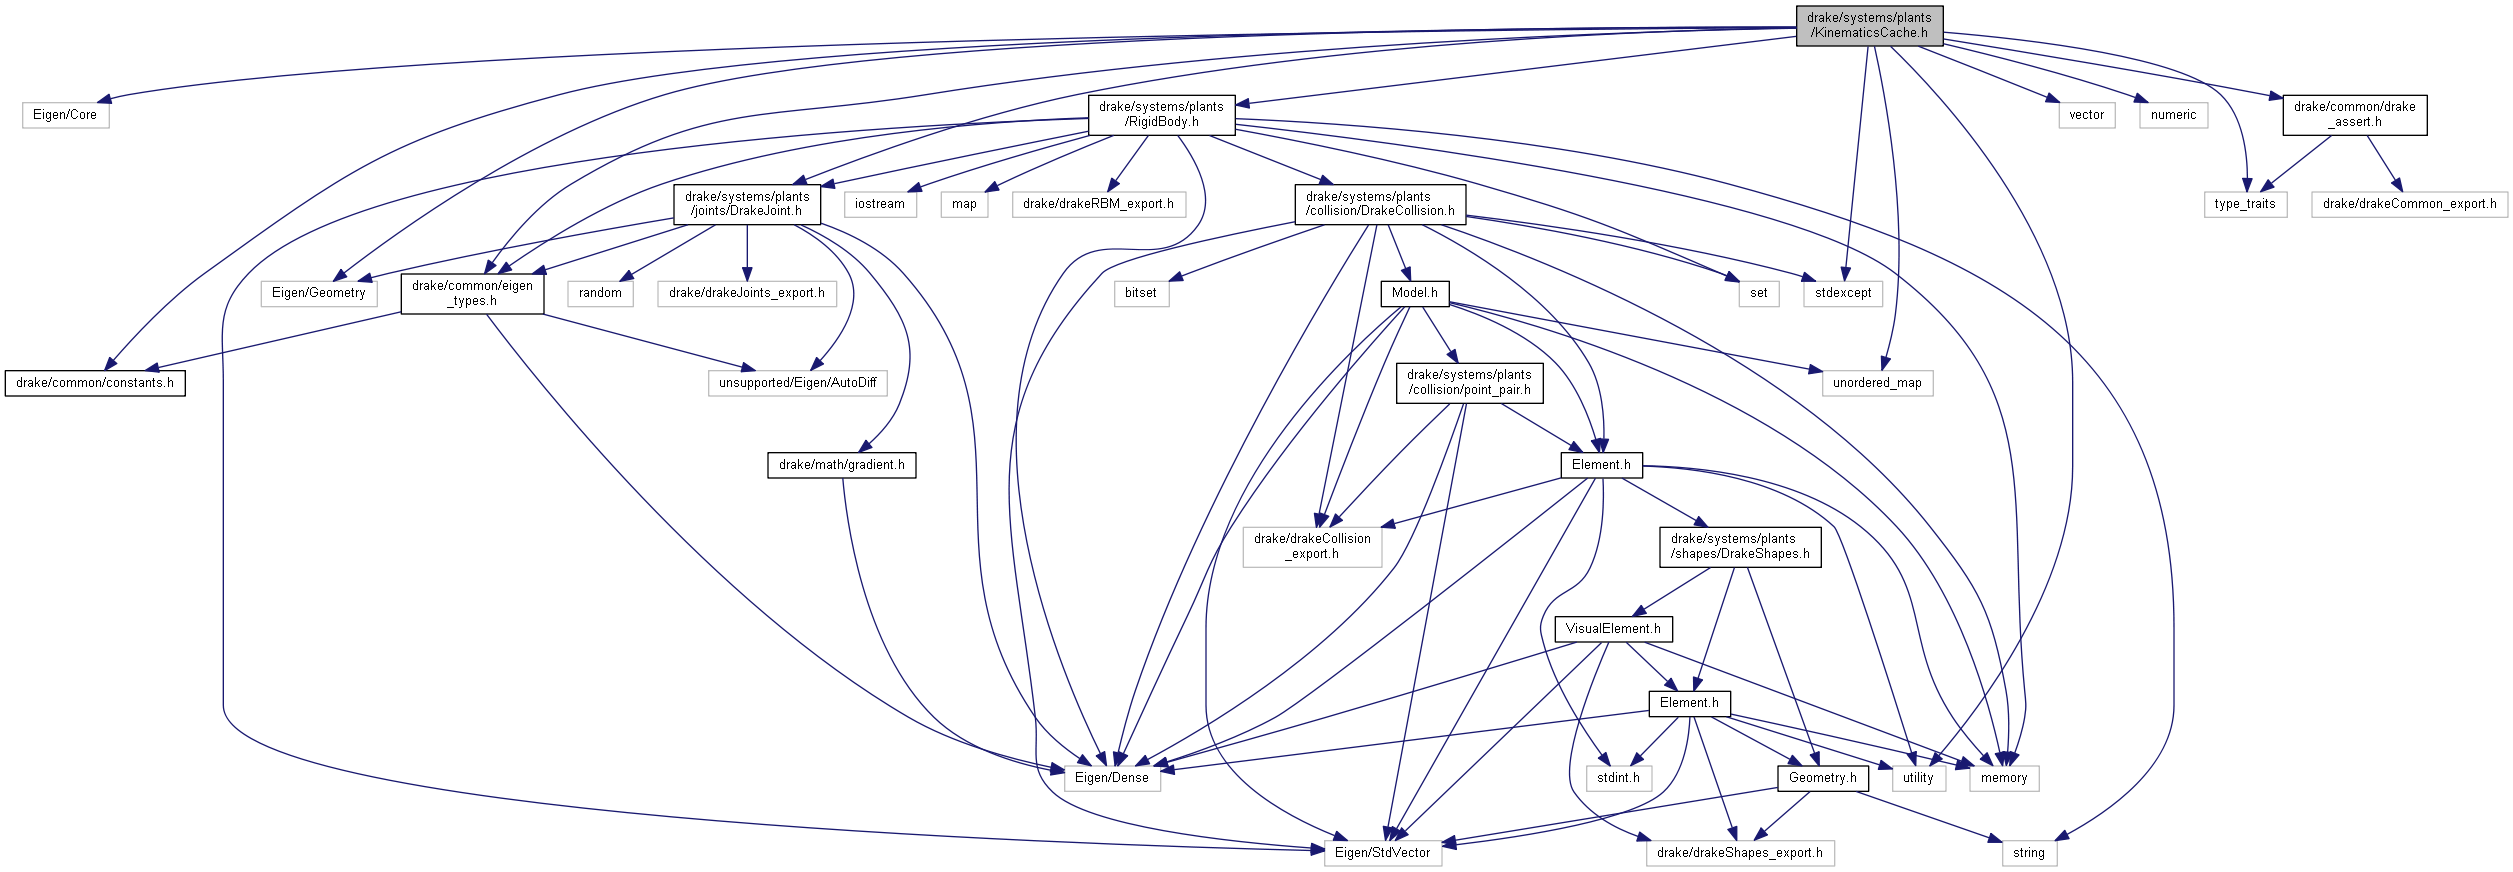 drake/systems/plants
/KinematicsCache.h
Eigen/Core
drake/systems/plants
/RigidBody.h
vector
numeric
drake/common/drake
_assert.h
drake/systems/plants
/joints/DrakeJoint.h
iostream
map
drake/drakeRBM_export.h
drake/systems/plants
/collision/DrakeCollision.h
type_traits
drake/drakeCommon_export.h
Eigen/Geometry
drake/common/eigen
_types.h
random
drake/drakeJoints_export.h
bitset
Model.h
set
stdexcept
drake/common/constants.h
unsupported/Eigen/AutoDiff
drake/systems/plants
/collision/point_pair.h
unordered_map
drake/math/gradient.h
Element.h
drake/drakeCollision
_export.h
drake/systems/plants
/shapes/DrakeShapes.h
VisualElement.h
Element.h
Eigen/Dense
stdint.h
Geometry.h
utility
memory
Eigen/StdVector
drake/drakeShapes_export.h
string